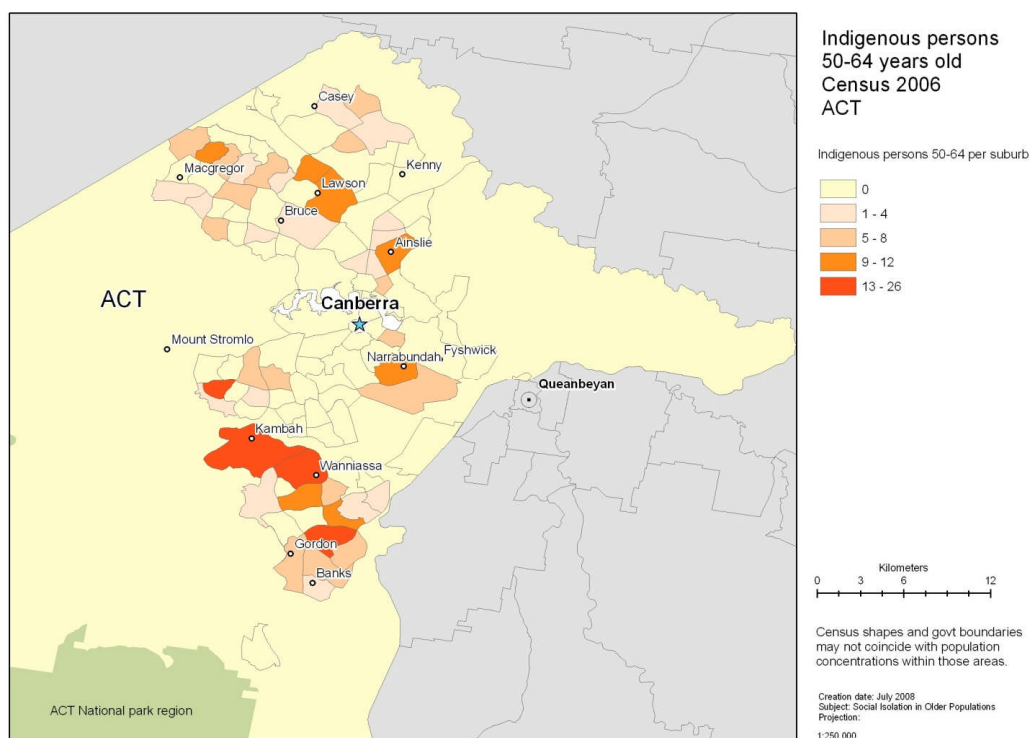 Indigenous persons
50-64 years old
Census 2006
ACT
Indigenous persons 50-64 per suburb
0
1 - 4
5 - 8
9 - 12
13 - 26
Casey
Macgregor
Kenny
Lawson
Bruce
Ainslie
ACT
Canberra
Mount Stromlo
Fyshwick
Narrabundah
Queanbeyan
Kambah
Wanniassa
Gordon
Banks
ACT National park region
Kilometers
0 3 6 12
Census shapes and govt boundaries
may not coincide with population
concentrations within those areas.
Creation date: July 2008
Subject: Social Isolation in Older Populations
Projection:
1:250 000